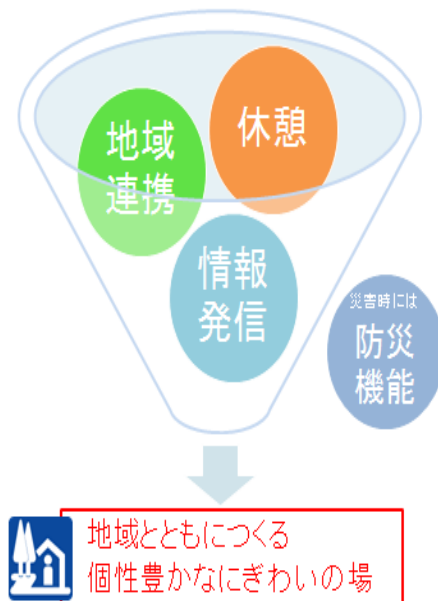 休憩
地域
連携
情報
発信
災害時には
防災
機能
地域とともにつくる
個性豊かなにぎわいの場